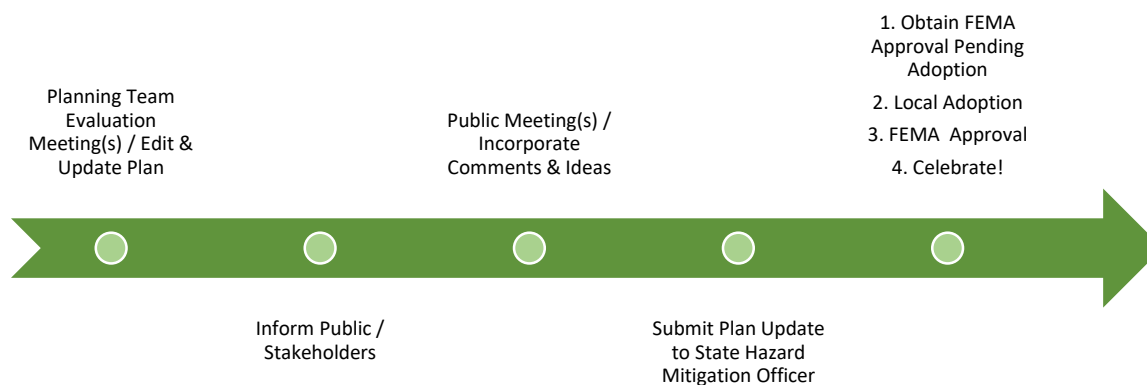 Planning Team
Evaluation
Meeting(s) / Edit &
Update Plan
Inform Public /
Stakeholders
Public Meeting(s) /
Incorporate
Comments & Ideas
Submit Plan Update
to State Hazard
Mitigation Officer
1. Obtain FEMA
Approval Pending
Adoption
2. Local Adoption
3. FEMA Approval
4. Celebrate!